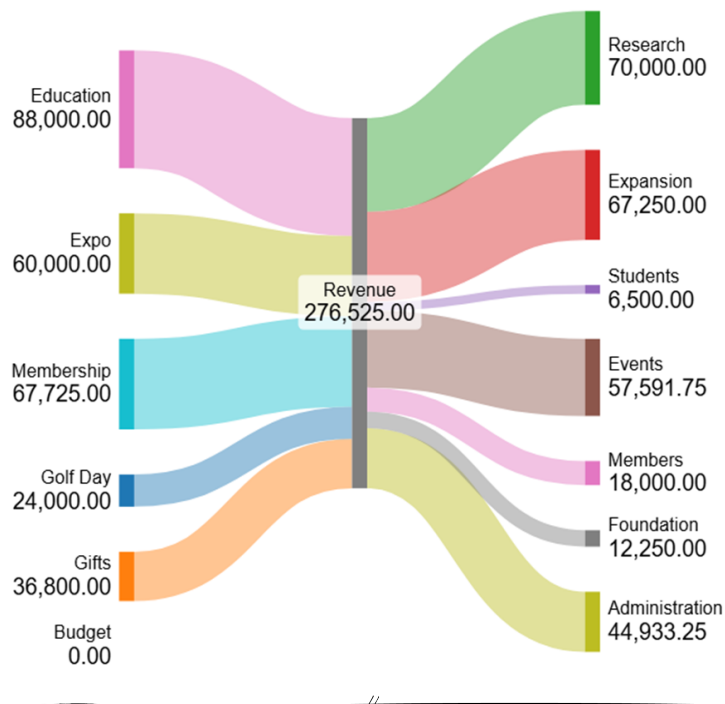 Education
88,000.00
Expo
60,000.00
Membership
67,725.00
Golf Day
24,000.00
Gifts
36,800.00
Budget
0.00
Revenue
276,525.00
Research
70,000.00
Expansion
67,250.00
Students
6,500.00
Events
57,591.75
Members
18,000.00
Foundation
12,250.00
Administration
44,933.25